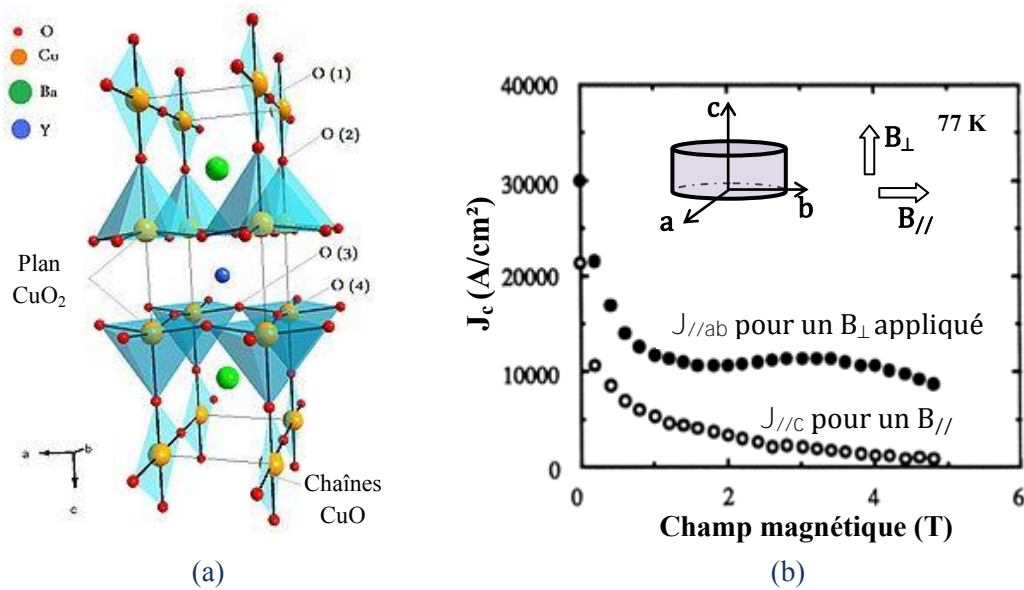 O
Cu
Ba
Y
O (1)
O (2)
O (3)
O (4)
Plan
CuO₂
Chaînes
CuO
a
b
c
(a)
40000
30000
20000
10000
0
J꜀ (A/cm²)
c
a
b
B⊥
B//
77 K
J//ab pour un B⊥ appliqué
J//c pour un B//
0
2
4
6
Champ magnétique (T)
(b)